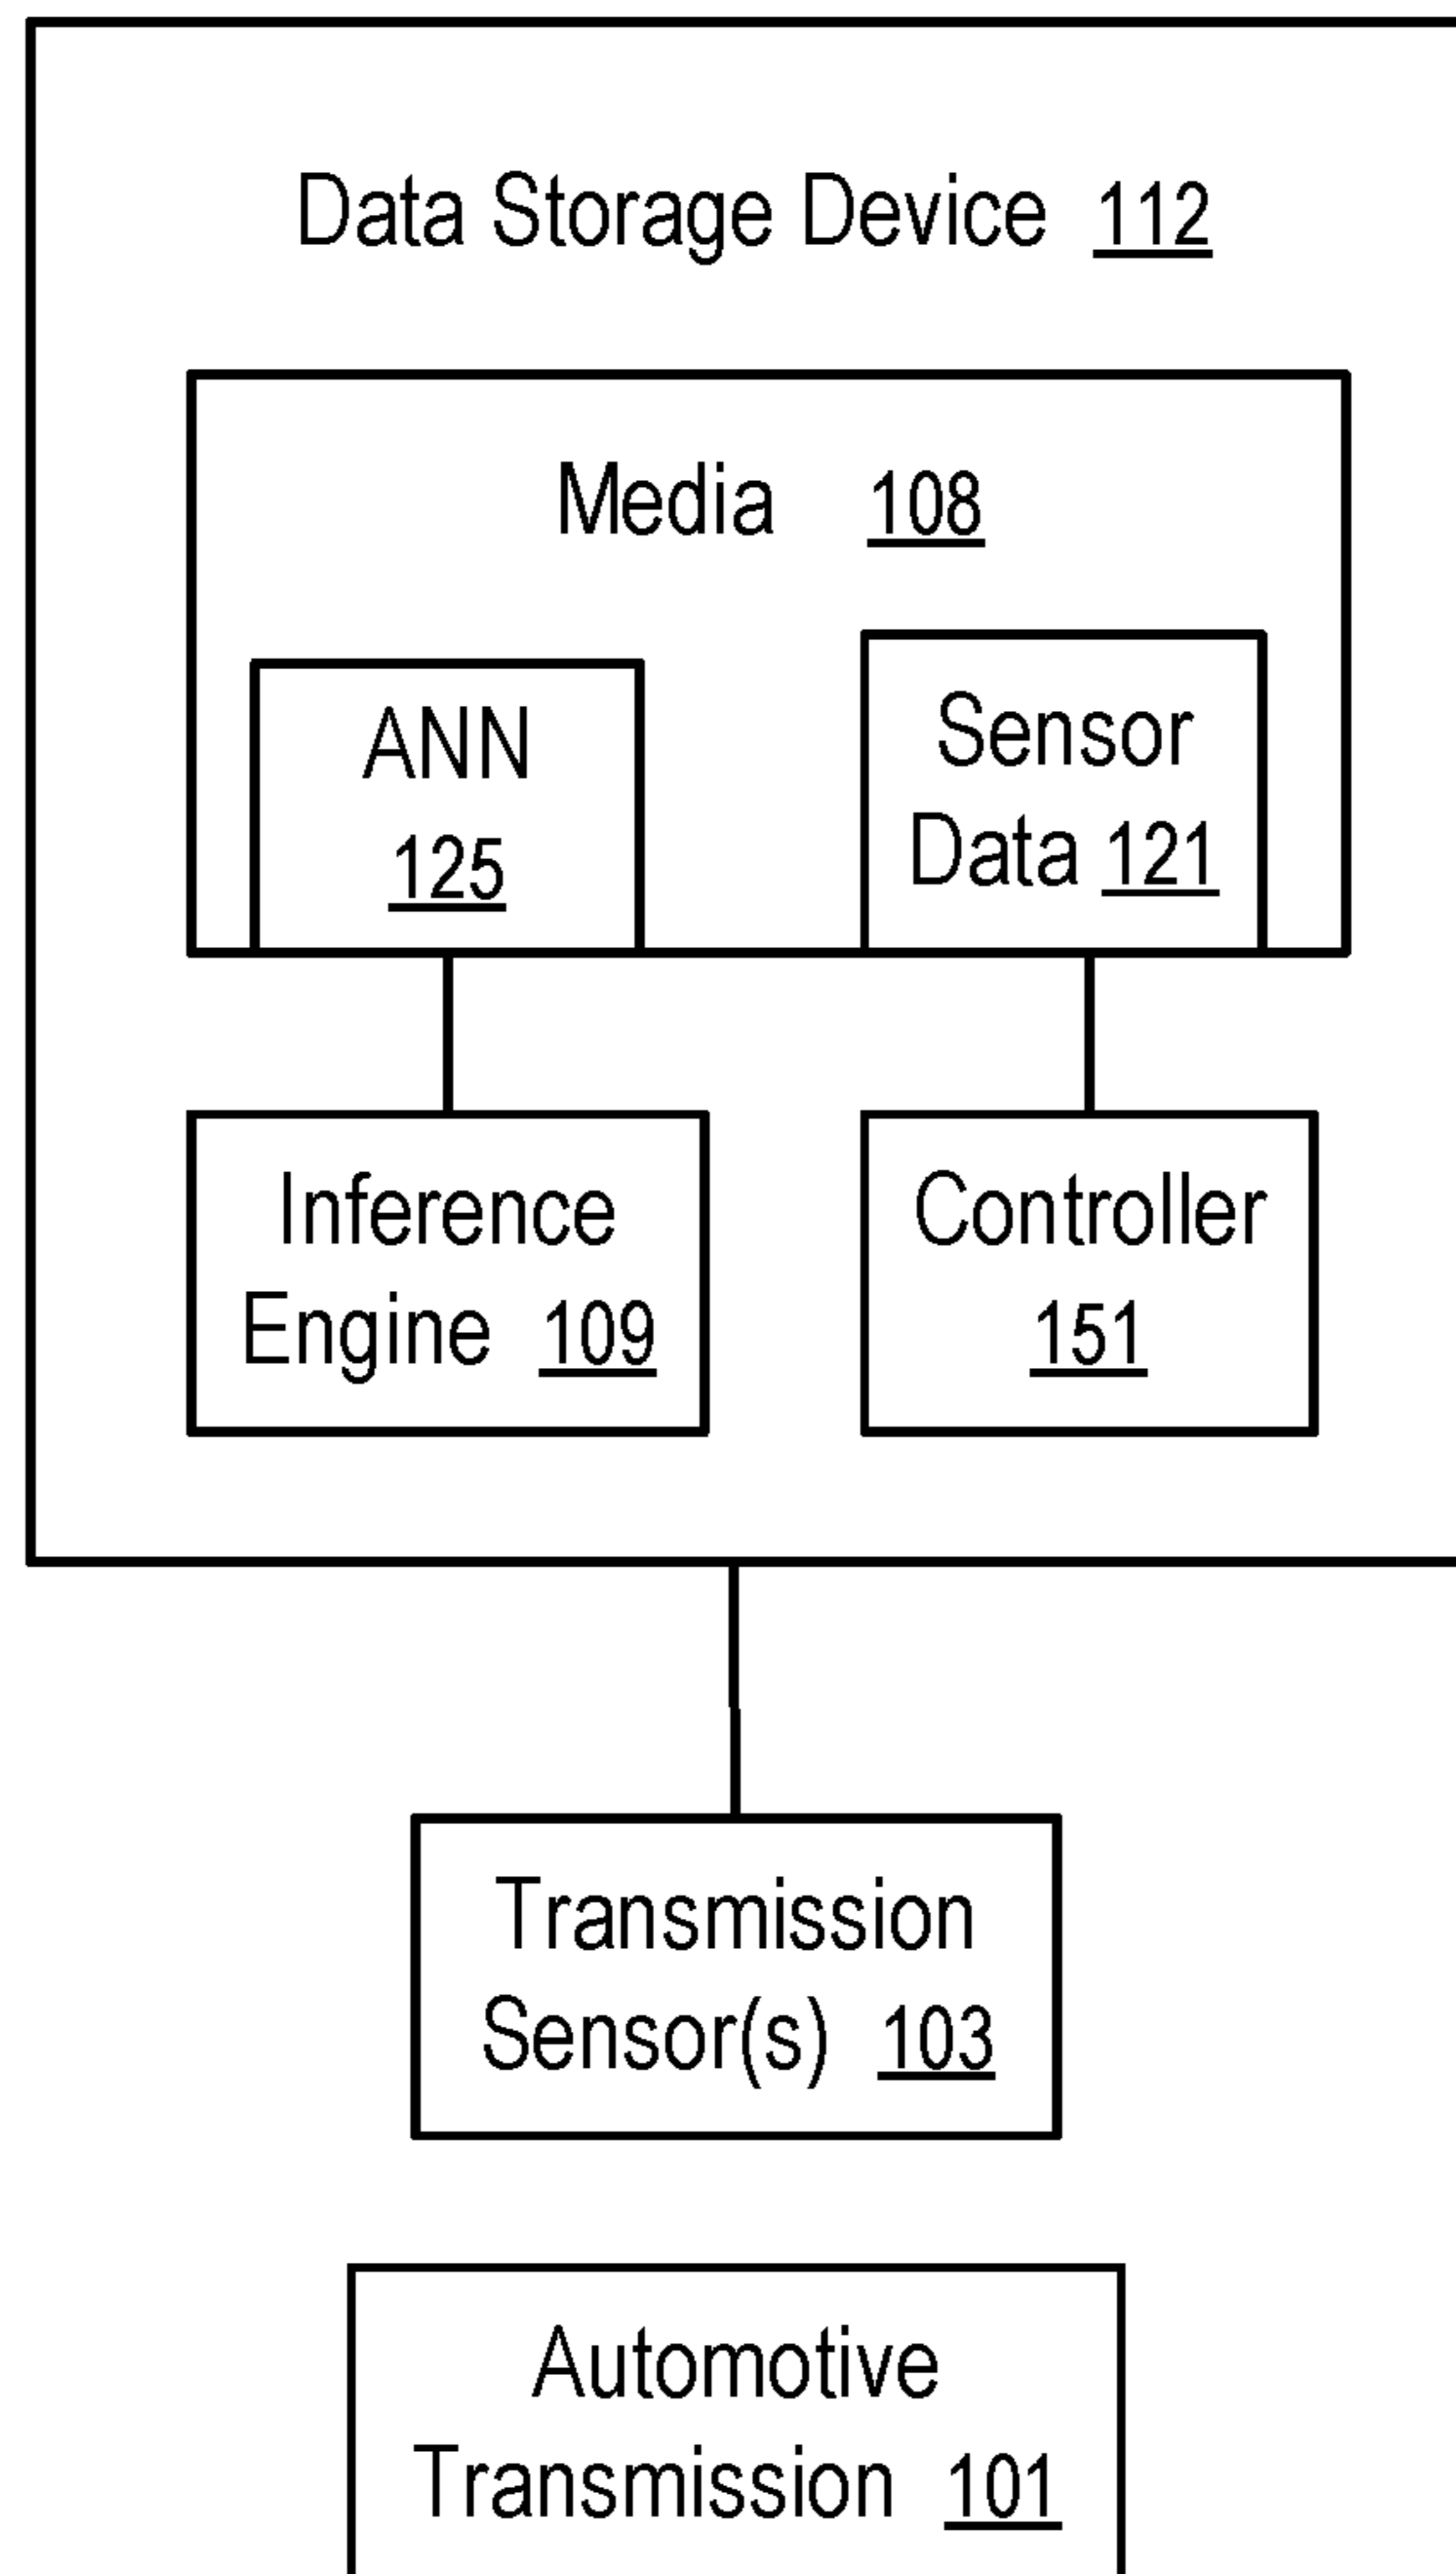 Data Storage Device 112
Media 108
ANN
125
Sensor
Data 121
Inference
Engine 109
Controller
151
Transmission
Sensor(s) 103
Automotive
Transmission 101